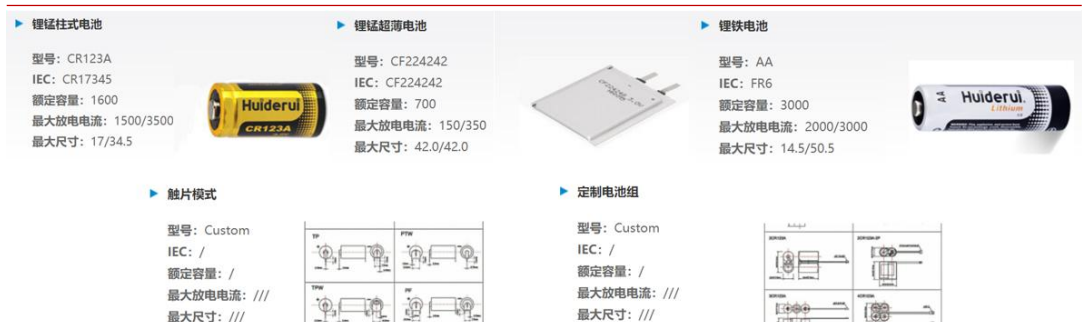 锂锰柱式电池
型号：CR123A
IEC：CR17345
额定容量：1600
最大放电电流：1500/3500
最大尺寸：17/34.5
Huiderui
CR123A
锂锰超薄电池
型号：CF224242
IEC：CF224242
额定容量：700
最大放电电流：150/350
最大尺寸：42.0/42.0
CF224242 3.0V
锂铁电池
型号：AA
IEC：FR6
额定容量：3000
最大放电电流：2000/3000
最大尺寸：14.5/50.5
AA
Huiderui
Lithium
触片模式
型号：Custom
IEC：/
额定容量：/
最大放电电流：///
最大尺寸：///
TP
PTW
TPW
PF
定制电池组
型号：Custom
IEC：/
额定容量：/
最大放电电流：///
最大尺寸：///